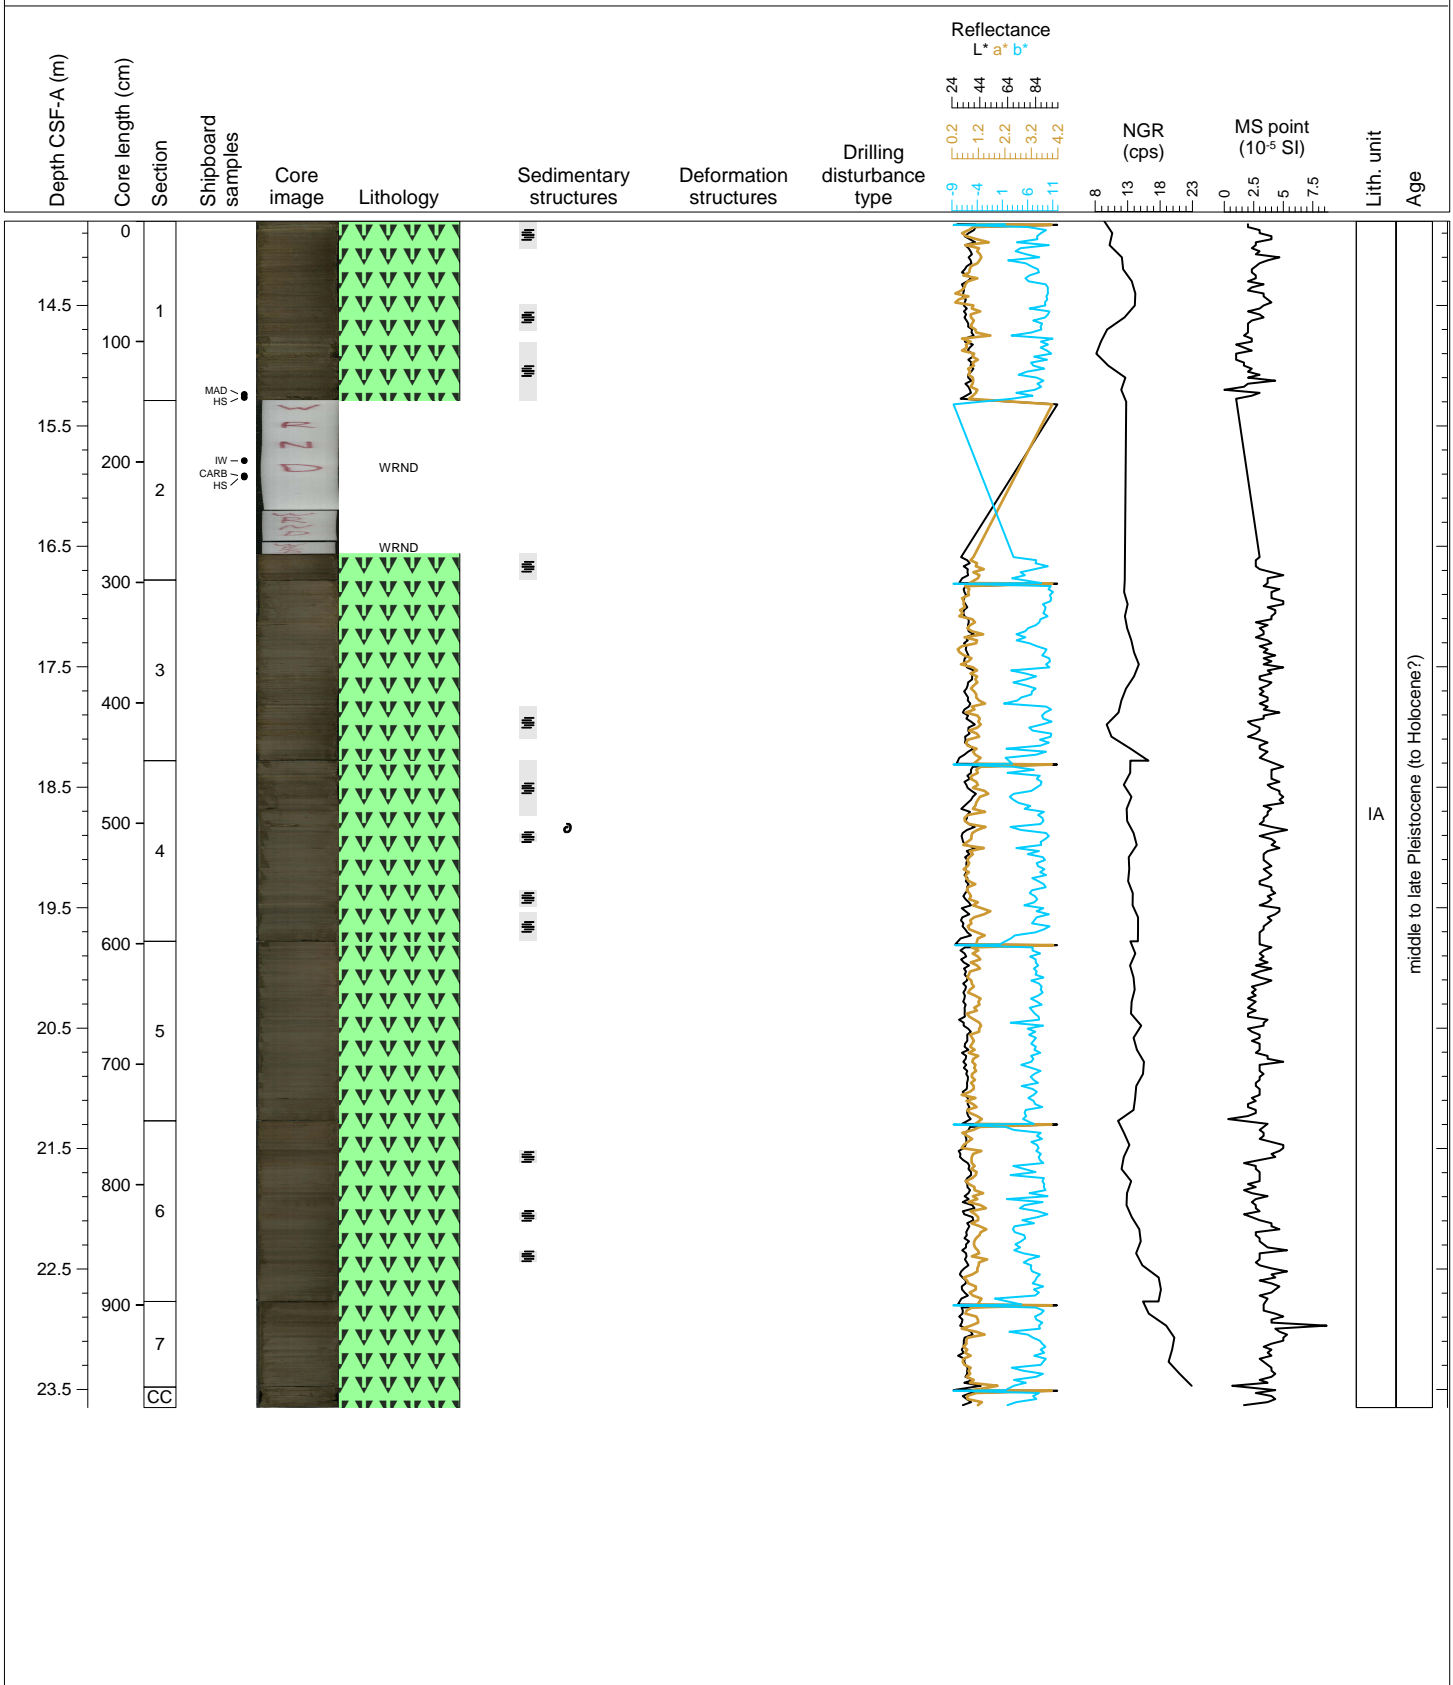 Reflectance
L* a* b*
24 44 64 84
0.2 1.2 2.2 3.2 4.2
-9 -4 1 6 11
NGR
(cps)
8 13 18 23
MS point
(10-5 SI)
0 2.5 5 7.5
Depth CSF-A (m)
Core length (cm)
Section
Shipboard
samples
Core
image
Lithology
Sedimentary
structures
Deformation
structures
Drilling
disturbance
type
Lith. unit
Age
0
14.5
1
100
MAD
HS
15.5
IW
200
WRND
CARB
HS
2
16.5
WRND
300
17.5
3
400
18.5
IA
500
4
19.5
600
20.5
5
700
21.5
800
6
22.5
900
7
23.5
CC
middle to late Pleistocene (to Holocene?)